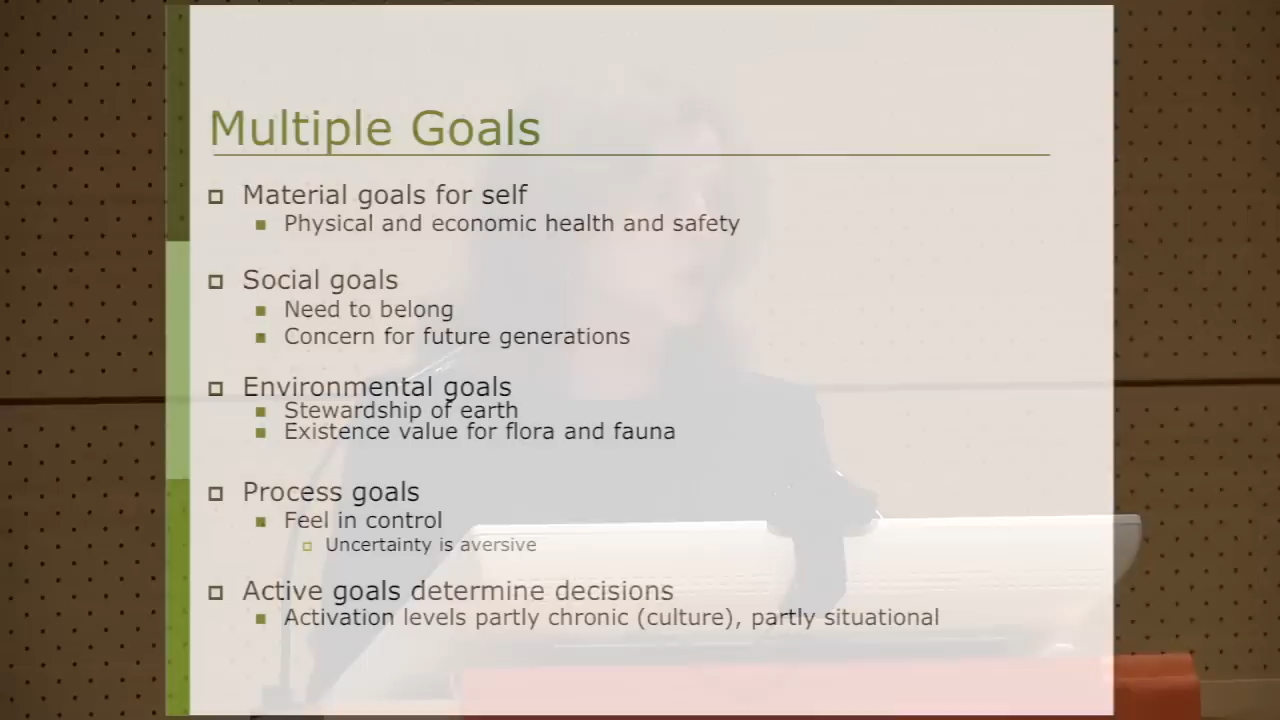 Multiple Goals
Material goals for self
Physical and economic health and safety
Social goals
Need to belong
Concern for future generations
Environmental goals
Stewardship of earth
Existence value for flora and fauna
Process goals
Feel in control
Uncertainty is aversive
Active goals determine decisions
Activation levels partly chronic (culture), partly situational